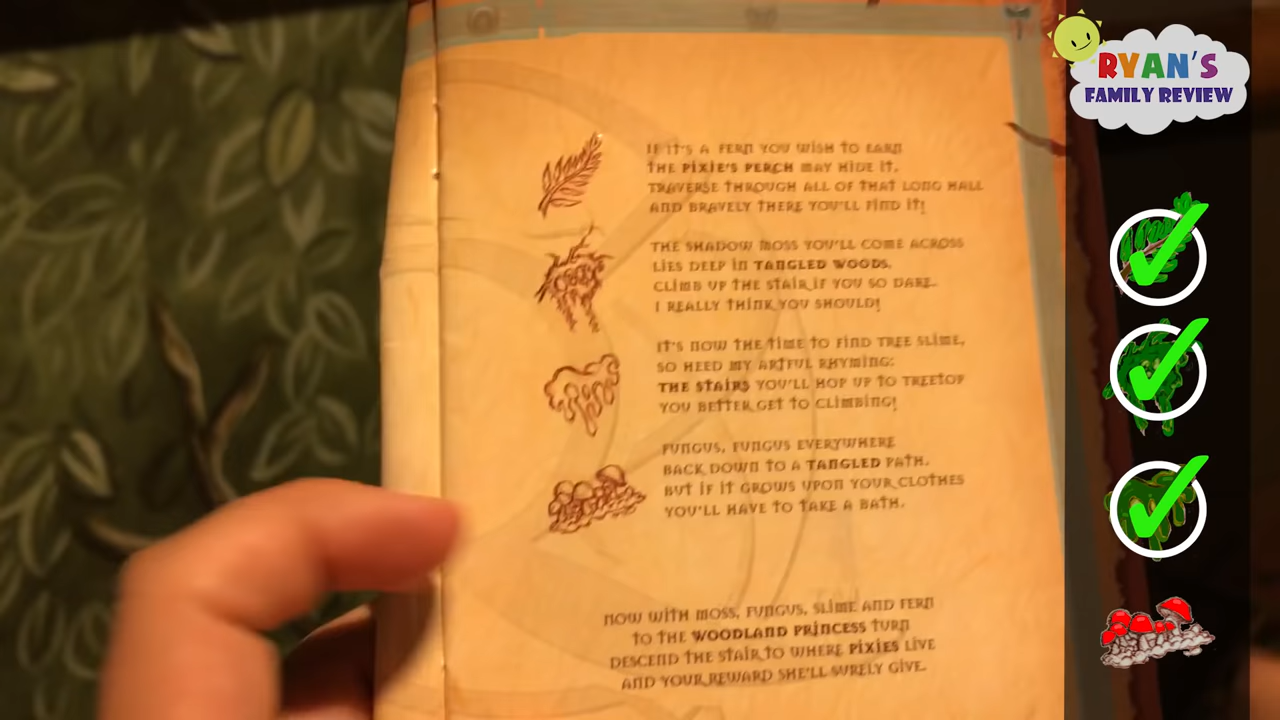 RYAN'S
FAMILY REVIEW
IF IT'S A FERN YOU WISH TO EARN
THE PIXIE'S PERCH MAY HIDE IT,
TRAVERSE THROUGH ALL OF THAT LONG HALL
AND BRAVELY THERE YOU'LL FIND IT!
THE SHADOW MOSS YOU'LL COME ACROSS
LIES DEEP IN TANGLED WOODS,
CLIMB UP THE STAIR IF YOU SO DARE.
I REALLY THINK YOU SHOULD!
IT'S NOW THE TIME TO FIND TREE SLIME,
SO HEED MY ARTFUL RHYMING:
THE STAIRS YOU'LL HOP UP TO TREETOP
YOU BETTER GET TO CLIMBING!
FUNGUS, FUNGUS EVERYWHERE
BACK DOWN TO A TANGLED PATH,
BUT IF IT GROWS UPON YOUR CLOTHES
YOU'LL HAVE TO TAKE A BATH.
NOW WITH MOSS, FUNGUS, SLIME AND FERN
TO THE WOODLAND PRINCESS TURN
DESCEND THE STAIR TO WHERE PIXIES LIVE
AND YOUR REWARD SHE'LL SURELY GIVE.